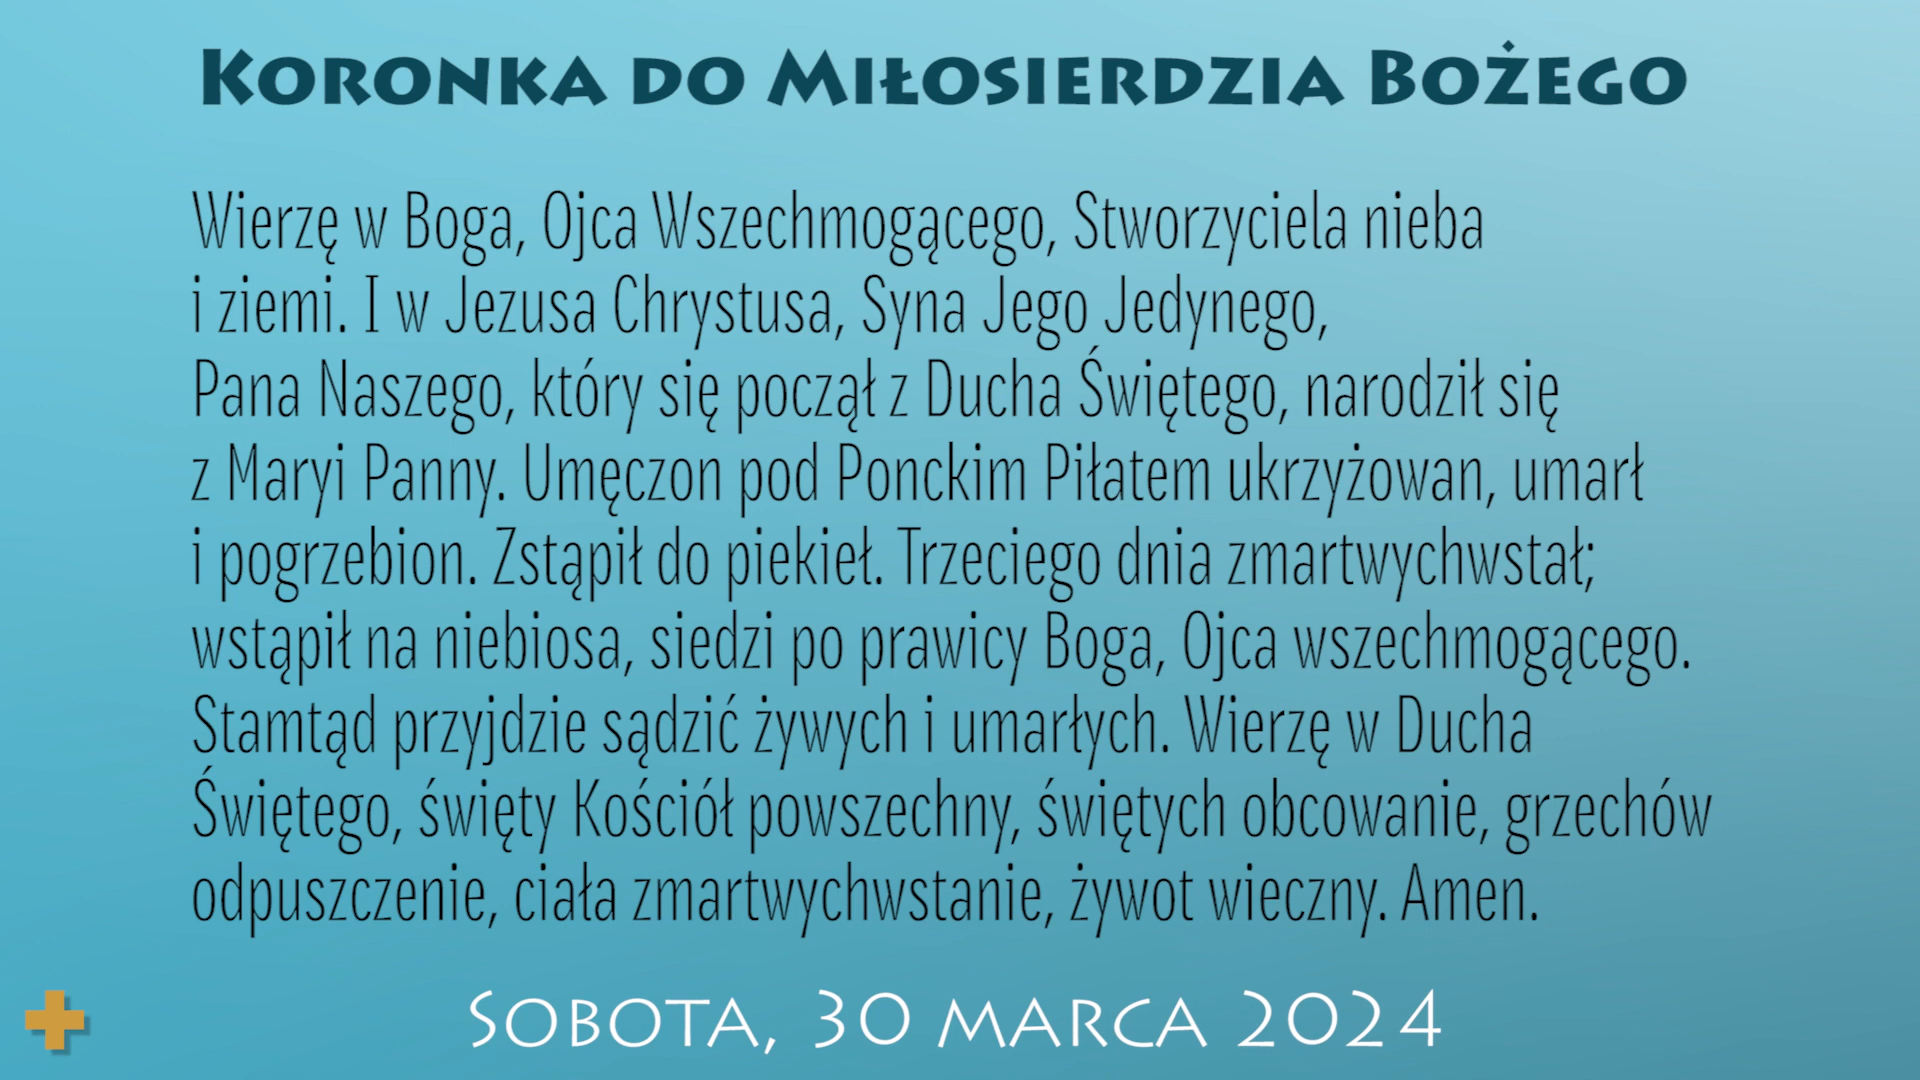 Koronka do Miłosierdzia Bożego
Wierzę w Boga, Ojca Wszechmogącego, Stworzyciela nieba
i ziemi. I w Jezusa Chrystusa, Syna Jego Jedynego,
Pana Naszego, który się począł z Ducha Świętego, narodził się
z Maryi Panny. Umęczon pod Ponckim Piłatem ukrzyżowan, umarł
i pogrzebion. Zstąpił do piekieł. Trzeciego dnia zmartwychwstał;
wstąpił na niebiosa, siedzi po prawicy Boga, Ojca wszechmogącego.
Stamtąd przyjdzie sądzić żywych i umarłych. Wierzę w Ducha
Świętego, święty Kościół powszechny, świętych obcowanie, grzechów
odpuszczenie, ciała zmartwychwstanie, żywot wieczny. Amen.
Sobota, 30 marca 2024